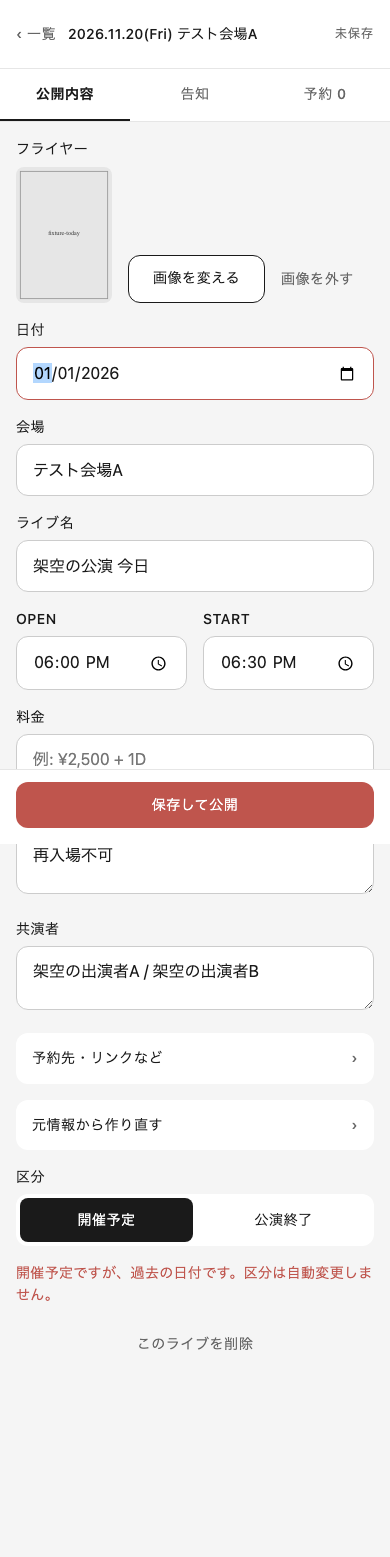 ‹ 一覧 2026.11.20(Fri) テスト会場A 未保存
公開内容 告知 予約 0
フライヤー
fixture-today
画像を変える 画像を外す
日付
01/01/2026
会場
テスト会場A
ライブ名
架空の公演 今日
OPEN START
06:00 PM 06:30 PM
料金
例: ¥2,500 + 1D
保存して公開
再入場不可
共演者
架空の出演者A / 架空の出演者B
予約先・リンクなど ›
元情報から作り直す ›
区分
開催予定 公演終了
開催予定ですが、過去の日付です。区分は自動変更しま
せん。
このライブを削除